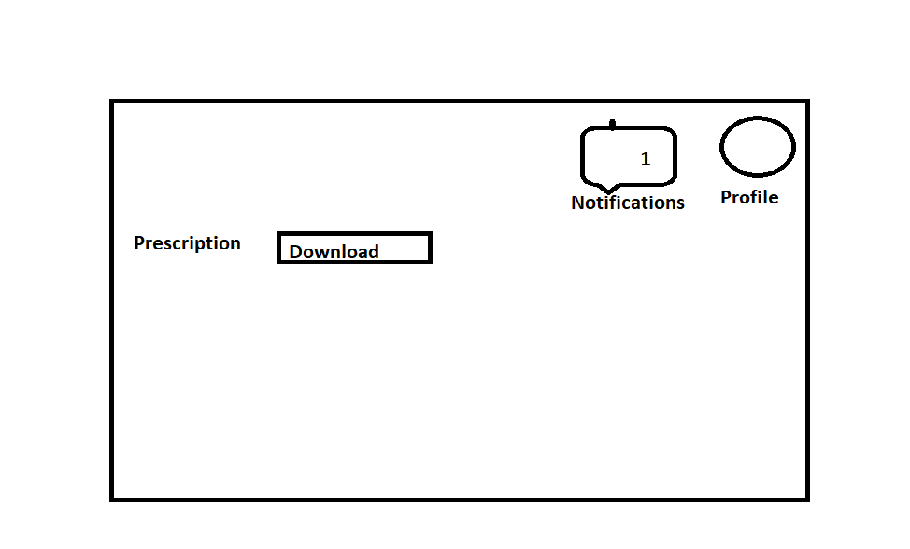 1
Notifications
Profile
Prescription
Download